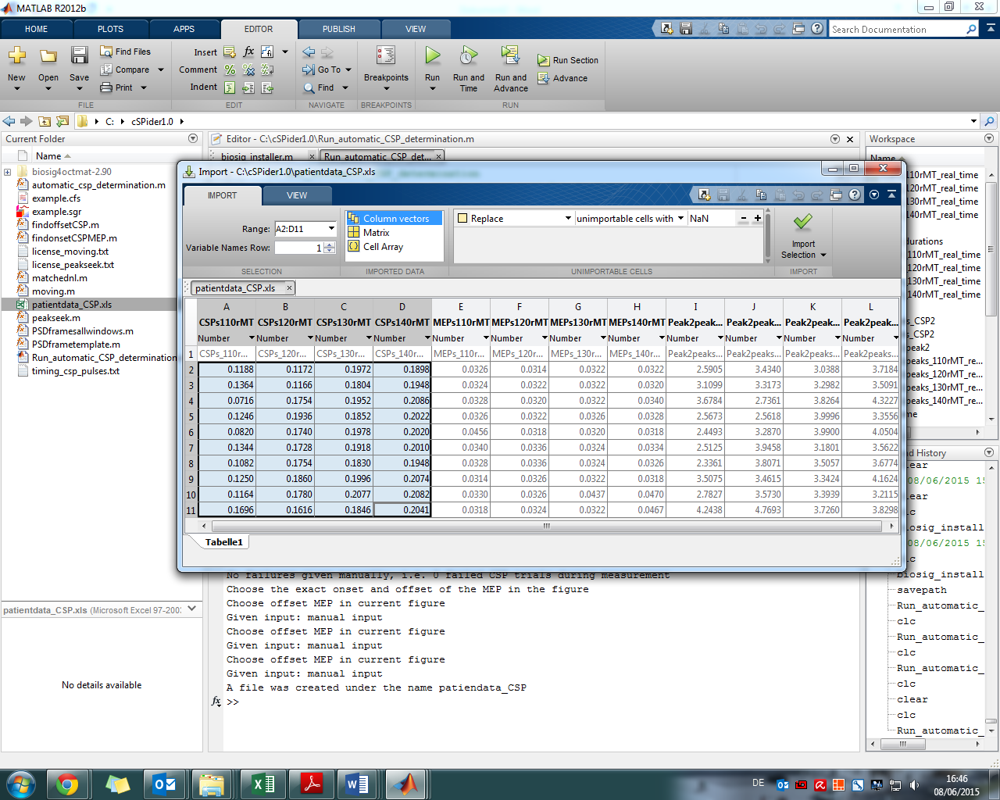 MATLAB R2012b
HOME PLOTS APPS EDITOR PUBLISH VIEW
Search Documentation
New Open Save Find Files Compare Print
Insert Comment Indent
Go To Find
Breakpoints
Run Run and Time Run and Advance Run Section Advance
FILE EDIT NAVIGATE BREAKPOINTS RUN
C: cSPider1.0
Current Folder
Name
biosig4octmat-2.90
automatic_csp_determination.m
example.cfs
example.sgr
findoffsetCSP.m
findonsetCSPMEP.m
license_moving.txt
license_peakseek.txt
matchednl.m
moving.m
patientdata_CSP.xls
peakseek.m
PSDframesallwindows.m
PSDframetemplate.m
Run_automatic_CSP_determination
timing_csp_pulses.txt
patientdata_CSP.xls (Microsoft Excel 97-200
No details available
Editor - C:\cSPider1.0\Run_automatic_CSP_determination.m
biosig_installer.m Run_automatic_CSP_det...
Import - C:\cSPider1.0\patientdata_CSP.xls
IMPORT VIEW
Range: A2:D11
Variable Names Row: 1
SELECTION
Column vectors
Matrix
Cell Array
IMPORTED DATA
Replace unimportable cells with NaN
UNIMPORTABLE CELLS
Import Selection
IMPORT
patientdata_CSP.xls
A B C D E F G H I J K L
CSPs110rMT CSPs120rMT CSPs130rMT CSPs140rMT MEPs110rMT MEPs120rMT MEPs130rMT MEPs140rMT Peak2peak... Peak2peak... Peak2peak... Peak2peak...
Number Number Number Number Number Number Number Number Number Number Number Number
1 CSPs_110r... CSPs_120r... CSPs_130r... CSPs_140r... MEPs_110r... MEPs_120r... MEPs_130r... MEPs_140r... Peak2peaks... Peak2peaks... Peak2peaks... Peak2peaks...
2 0.1188 0.1172 0.1972 0.1898 0.0326 0.0314 0.0322 0.0322 2.5905 3.4340 3.0388 3.7184
3 0.1364 0.1166 0.1804 0.1948 0.0324 0.0322 0.0322 0.0320 3.1099 3.3173 3.2982 3.5091
4 0.0716 0.1754 0.1952 0.2086 0.0328 0.0320 0.0322 0.0340 3.6784 2.7361 3.8264 4.3227
5 0.1246 0.1936 0.1852 0.2022 0.0326 0.0322 0.0326 0.0328 2.5673 2.5618 3.9996 3.3556
6 0.0820 0.1740 0.1978 0.2020 0.0456 0.0318 0.0320 0.0318 2.4493 3.2870 3.9900 4.0504
7 0.1344 0.1728 0.1918 0.2010 0.0340 0.0336 0.0324 0.0334 2.5125 3.9458 3.1801 3.5622
8 0.1082 0.1754 0.1830 0.1948 0.0328 0.0336 0.0324 0.0326 2.3361 3.8071 3.5057 3.6774
9 0.1250 0.1860 0.1996 0.2074 0.0314 0.0326 0.0322 0.0318 3.5075 3.4615 3.3424 4.1624
10 0.1164 0.1780 0.2077 0.2082 0.0330 0.0326 0.0437 0.0470 2.7827 3.5730 3.3939 3.2115
11 0.1696 0.1616 0.1846 0.2041 0.0318 0.0324 0.0322 0.0467 4.2438 4.7693 3.7260 3.8298
Tabelle1
No failures given manually, i.e. 0 failed CSP trials during measurement
Choose the exact onset and offset of the MEP in the figure
Choose offset MEP in current figure
Given input: manual input
Choose offset MEP in current figure
Given input: manual input
Choose offset MEP in current figure
Given input: manual input
A file was created under the name patiendata_CSP
fx >>
Workspace
Name
110rMT_real_time
120rMT_real_time
130rMT_real_time
140rMT_real_time
durations
110rMT_real_time
120rMT_real_time
130rMT_real_time
140rMT_real_time
s_CSP2
s_CSP2
peak2
peaks_110rMT_re...
peaks_120rMT_re...
peaks_130rMT_re...
peaks_140rMT_re...
me
d History
clear
08/06/2015 15
lear
lc
iosig_install
08/06/2015 15
lc
biosig_install
savepath
Run_automatic_
clc
Run_automatic_
clc
Run_automatic_
clc
clear
clc
Run_automatic_
DE
16:46
08/06/2015